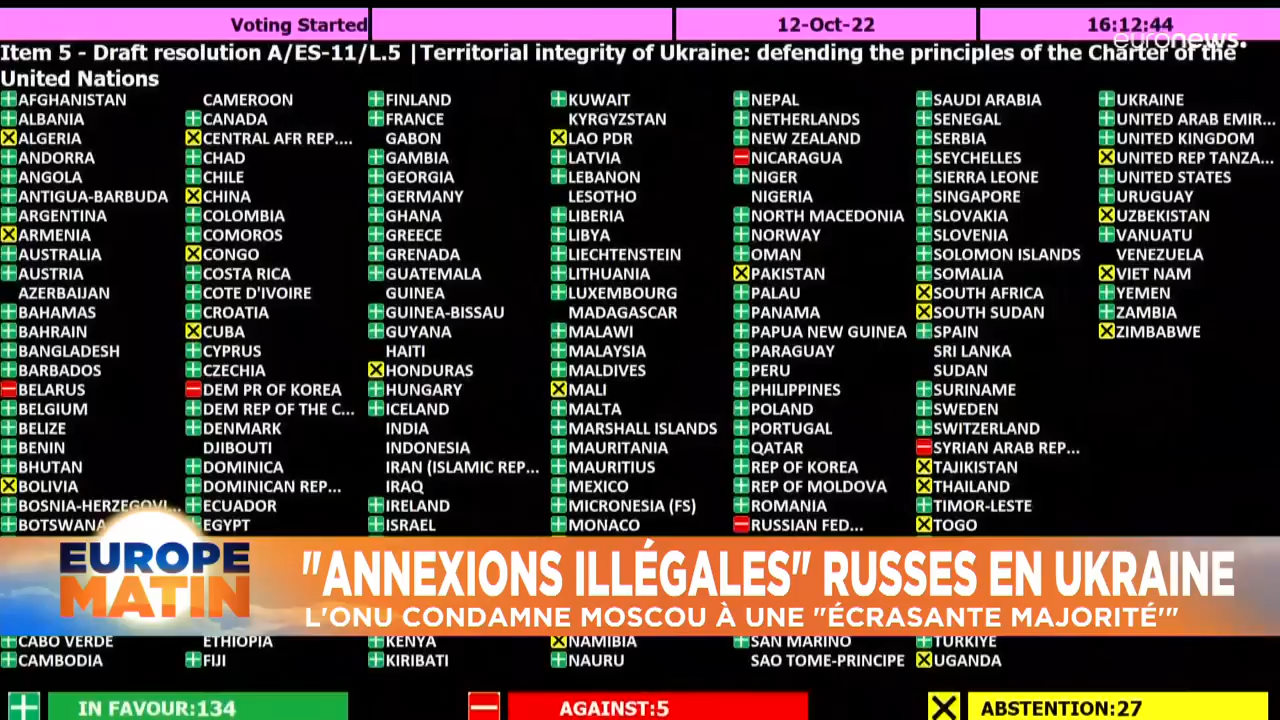 Voting Started
12-Oct-22
16:12:44
euronews.
Item 5 - Draft resolution A/ES-11/L.5 |Territorial integrity of Ukraine: defending the principles of the Charter of the
United Nations
AFGHANISTAN
ALBANIA
ALGERIA
ANDORRA
ANGOLA
ANTIGUA-BARBUDA
ARGENTINA
ARMENIA
AUSTRALIA
AUSTRIA
AZERBAIJAN
BAHAMAS
BAHRAIN
BANGLADESH
BARBADOS
BELARUS
BELGIUM
BELIZE
BENIN
BHUTAN
BOLIVIA
BOSNIA-HERZEGOVI...
BOTSWANA
CABO VERDE
CAMBODIA
CAMEROON
CANADA
CENTRAL AFR REP....
CHAD
CHILE
CHINA
COLOMBIA
COMOROS
CONGO
COSTA RICA
COTE D'IVOIRE
CROATIA
CUBA
CYPRUS
CZECHIA
DEM PR OF KOREA
DEM REP OF THE C...
DENMARK
DJIBOUTI
DOMINICA
DOMINICAN REP...
ECUADOR
EGYPT
ETHIOPIA
FIJI
FINLAND
FRANCE
GABON
GAMBIA
GEORGIA
GERMANY
GHANA
GREECE
GRENADA
GUATEMALA
GUINEA
GUINEA-BISSAU
GUYANA
HAITI
HONDURAS
HUNGARY
ICELAND
INDIA
INDONESIA
IRAN (ISLAMIC REP...
IRAQ
IRELAND
ISRAEL
KENYA
KIRIBATI
KUWAIT
KYRGYZSTAN
LAO PDR
LATVIA
LEBANON
LESOTHO
LIBERIA
LIBYA
LIECHTENSTEIN
LITHUANIA
LUXEMBOURG
MADAGASCAR
MALAWI
MALAYSIA
MALDIVES
MALI
MALTA
MARSHALL ISLANDS
MAURITANIA
MAURITIUS
MEXICO
MICRONESIA (FS)
MONACO
NAMIBIA
NAURU
NEPAL
NETHERLANDS
NEW ZEALAND
NICARAGUA
NIGER
NIGERIA
NORTH MACEDONIA
NORWAY
OMAN
PAKISTAN
PALAU
PANAMA
PAPUA NEW GUINEA
PARAGUAY
PERU
PHILIPPINES
POLAND
PORTUGAL
QATAR
REP OF KOREA
REP OF MOLDOVA
ROMANIA
RUSSIAN FED...
SAN MARINO
SAO TOME-PRINCIPE
SAUDI ARABIA
SENEGAL
SERBIA
SEYCHELLES
SIERRA LEONE
SINGAPORE
SLOVAKIA
SLOVENIA
SOLOMON ISLANDS
SOMALIA
SOUTH AFRICA
SOUTH SUDAN
SPAIN
SRI LANKA
SUDAN
SURINAME
SWEDEN
SWITZERLAND
SYRIAN ARAB REP...
TAJIKISTAN
THAILAND
TIMOR-LESTE
TOGO
TÜRKİYE
UGANDA
UKRAINE
UNITED ARAB EMIR...
UNITED KINGDOM
UNITED REP TANZA...
UNITED STATES
URUGUAY
UZBEKISTAN
VANUATU
VENEZUELA
VIET NAM
YEMEN
ZAMBIA
ZIMBABWE
EUROPE
MATIN
"ANNEXIONS ILLÉGALES" RUSSES EN UKRAINE
L'ONU CONDAMNE MOSCOU À UNE "ÉCRASANTE MAJORITÉ'"
IN FAVOUR:134
AGAINST:5
ABSTENTION:27